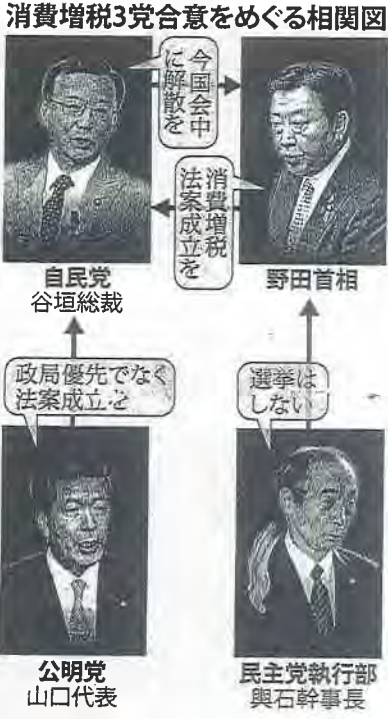 消費増税3党合意をめぐる相関図
今国会中
に解散を
消費増税
法案成立を
自民党
谷垣総裁
野田首相
政局優先でなく
法案成立を
選挙は
しない
公明党
山口代表
民主党執行部
輿石幹事長